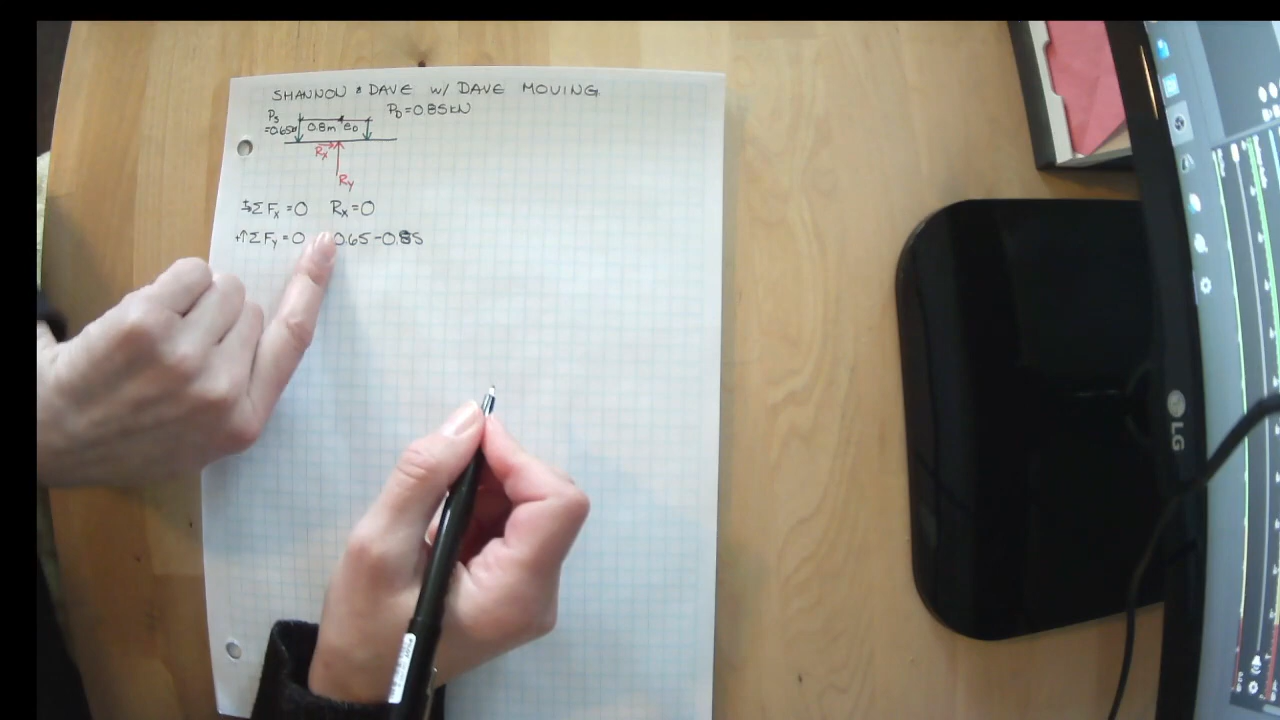 SHANNON & DAVE W/ DAVE MOVING
Ps =0.65kN
0.8m eD
PD=0.85kN
Rx
Ry
→+ΣFx=0 Rx=0
+↑ΣFy=0 0.65-0.85
LG